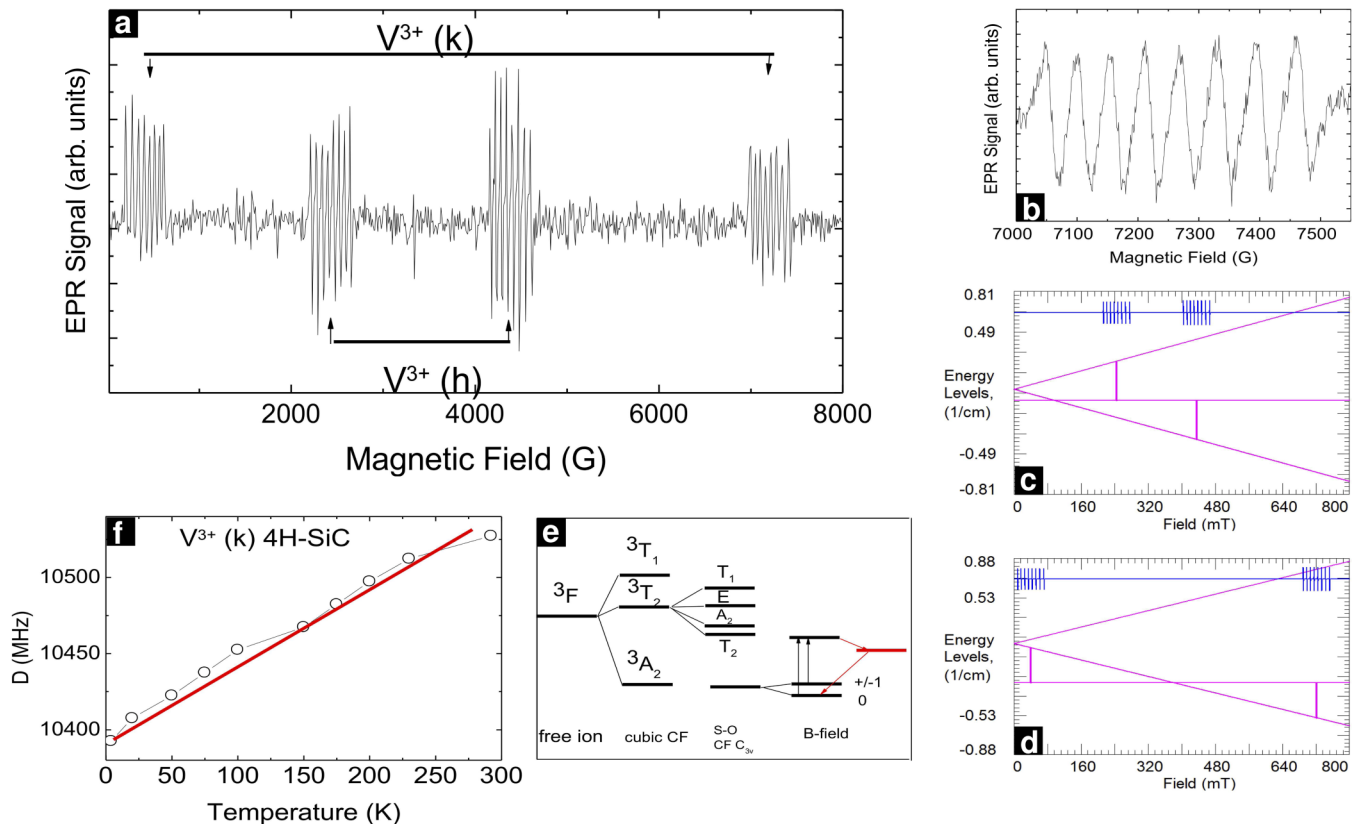 a
V³⁺ (k)
V³⁺ (h)
EPR Signal (arb. units)
2000
4000
6000
8000
Magnetic Field (G)
b
EPR Signal (arb. units)
7000
7100
7200
7300
7400
7500
Magnetic Field (G)
c
0.81
0.49
Energy
Levels,
(1/cm)
-0.49
-0.81
0
160
320
480
640
800
Field (mT)
d
0.88
0.53
Energy
Levels,
(1/cm)
-0.53
-0.88
0
160
320
480
640
800
Field (mT)
f
V³⁺ (k) 4H-SiC
D (MHz)
10500
10450
10400
0
50
100
150
200
250
300
Temperature (K)
e
³F
³T₁
³T₂
³A₂
T₁
E
A₂
T₂
+/-1
0
free ion
cubic CF
S-O
CF C₃ᵥ
B-field